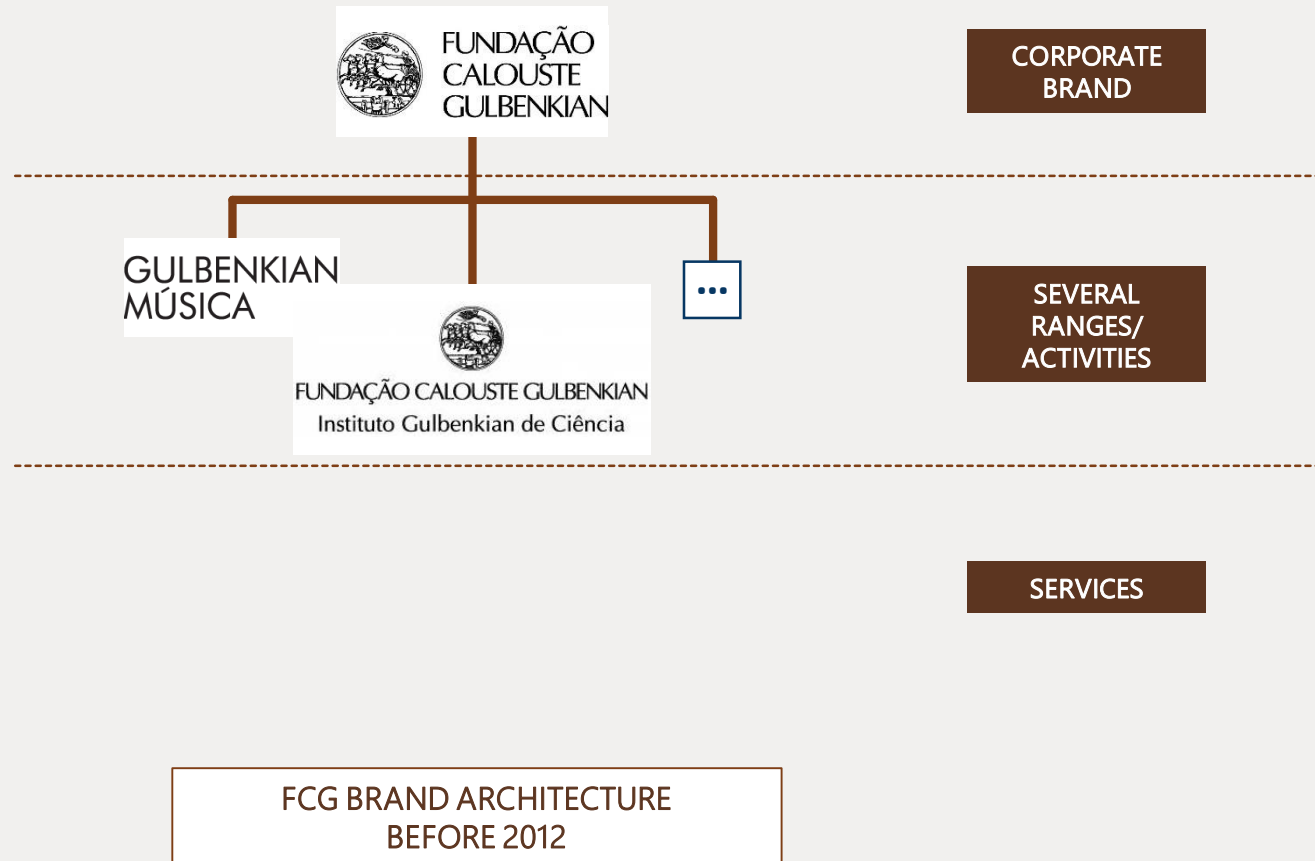 FUNDAÇÃO
CALOUSTE
GULBENKIAN
CORPORATE
BRAND
GULBENKIAN
MÚSICA
FUNDAÇÃO CALOUSTE GULBENKIAN
Instituto Gulbenkian de Ciência
...
SEVERAL
RANGES/
ACTIVITIES
SERVICES
FCG BRAND ARCHITECTURE
BEFORE 2012